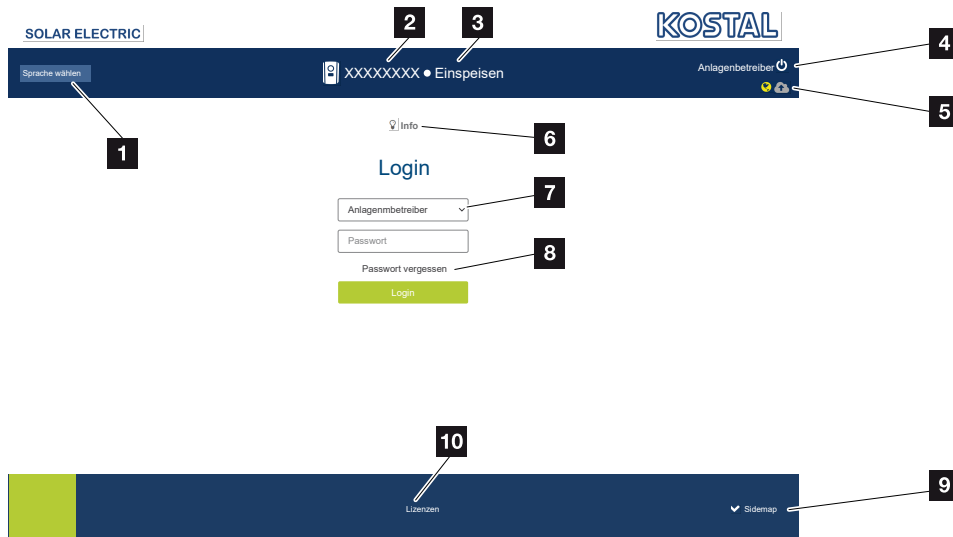 2 3
SOLAR ELECTRIC
KOSTAL
4
Sprache wählen
XXXXXXXX ● Einspeisen
Anlagenbetreiber
5
1
Info
6
Login
7
Anlagenmbetreiber
Passwort
8
Passwort vergessen
Login
10
9
Lizenzen
Sidemap